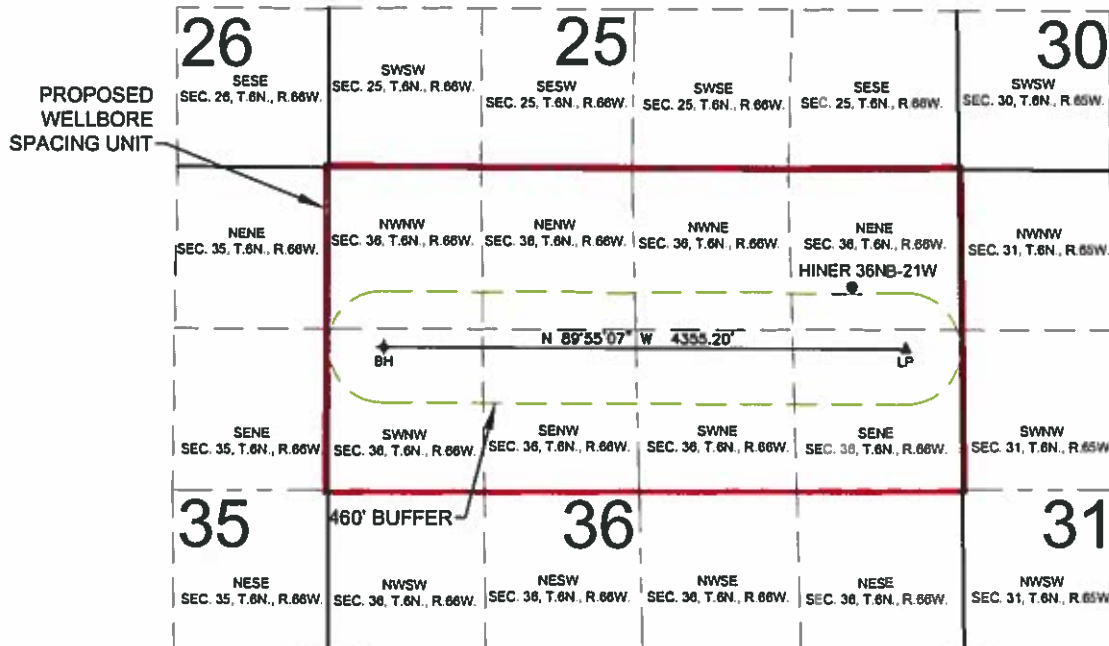 26
25
30
SESE
SEC. 26, T.6N., R.66W.
SWSW
SEC. 25, T.6N., R.66W.
SESW
SEC. 25, T.6N., R.66W.
SWSE
SEC. 25, T.6N., R.66W.
SESE
SEC. 25, T.6N., R.66W.
SWSW
SEC. 30, T.6N., R.65W.
PROPOSED
WELLBORE
SPACING UNIT
NENE
SEC. 35, T.6N., R.66W.
NWNW
SEC. 36, T.6N., R.66W.
NENW
SEC. 36, T.6N., R.66W.
NWNE
SEC. 36, T.6N., R.66W.
NENE
SEC. 36, T.6N., R.66W.
NWNW
SEC. 31, T.6N., R.65W.
HINER 36NB-21W
N 89°55'07" W 4355.20'
BH
LP
SENE
SEC. 35, T.6N., R.66W.
SWNW
SEC. 36, T.6N., R.66W.
SENW
SEC. 36, T.6N., R.66W.
SWNE
SEC. 36, T.6N., R.66W.
SENE
SEC. 36, T.6N., R.66W.
SWNW
SEC. 31, T.6N., R.65W.
460' BUFFER
35
36
31
NESE
SEC. 35, T.6N., R.66W.
NWSW
SEC. 36, T.6N., R.66W.
NESW
SEC. 36, T.6N., R.66W.
NWSE
SEC. 36, T.6N., R.66W.
NESE
SEC. 36, T.6N., R.66W.
NWSW
SEC. 31, T.6N., R.65W.